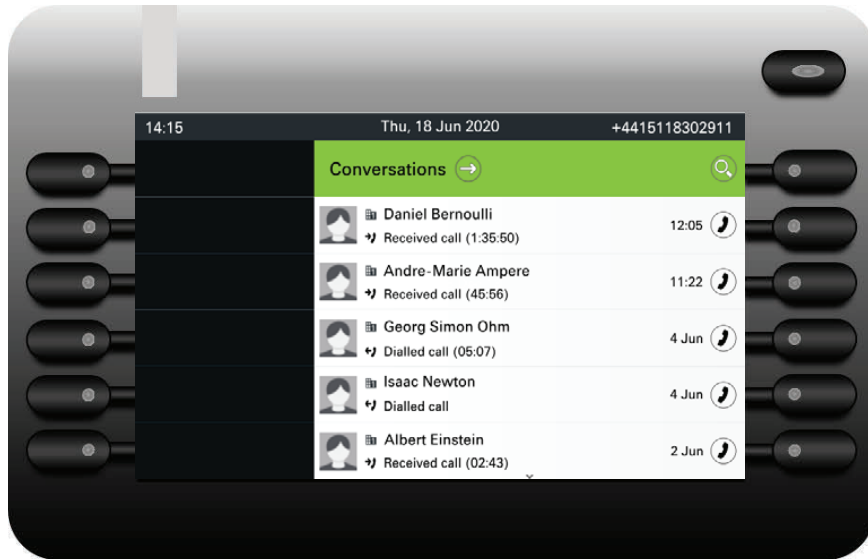 14:15 Thu, 18 Jun 2020 +4415118302911
Conversations
Daniel Bernoulli
Received call (1:35:50) 12:05
Andre-Marie Ampere
Received call (45:56) 11:22
Georg Simon Ohm
Dialled call (05:07) 4 Jun
Isaac Newton
Dialled call 4 Jun
Albert Einstein
Received call (02:43) 2 Jun